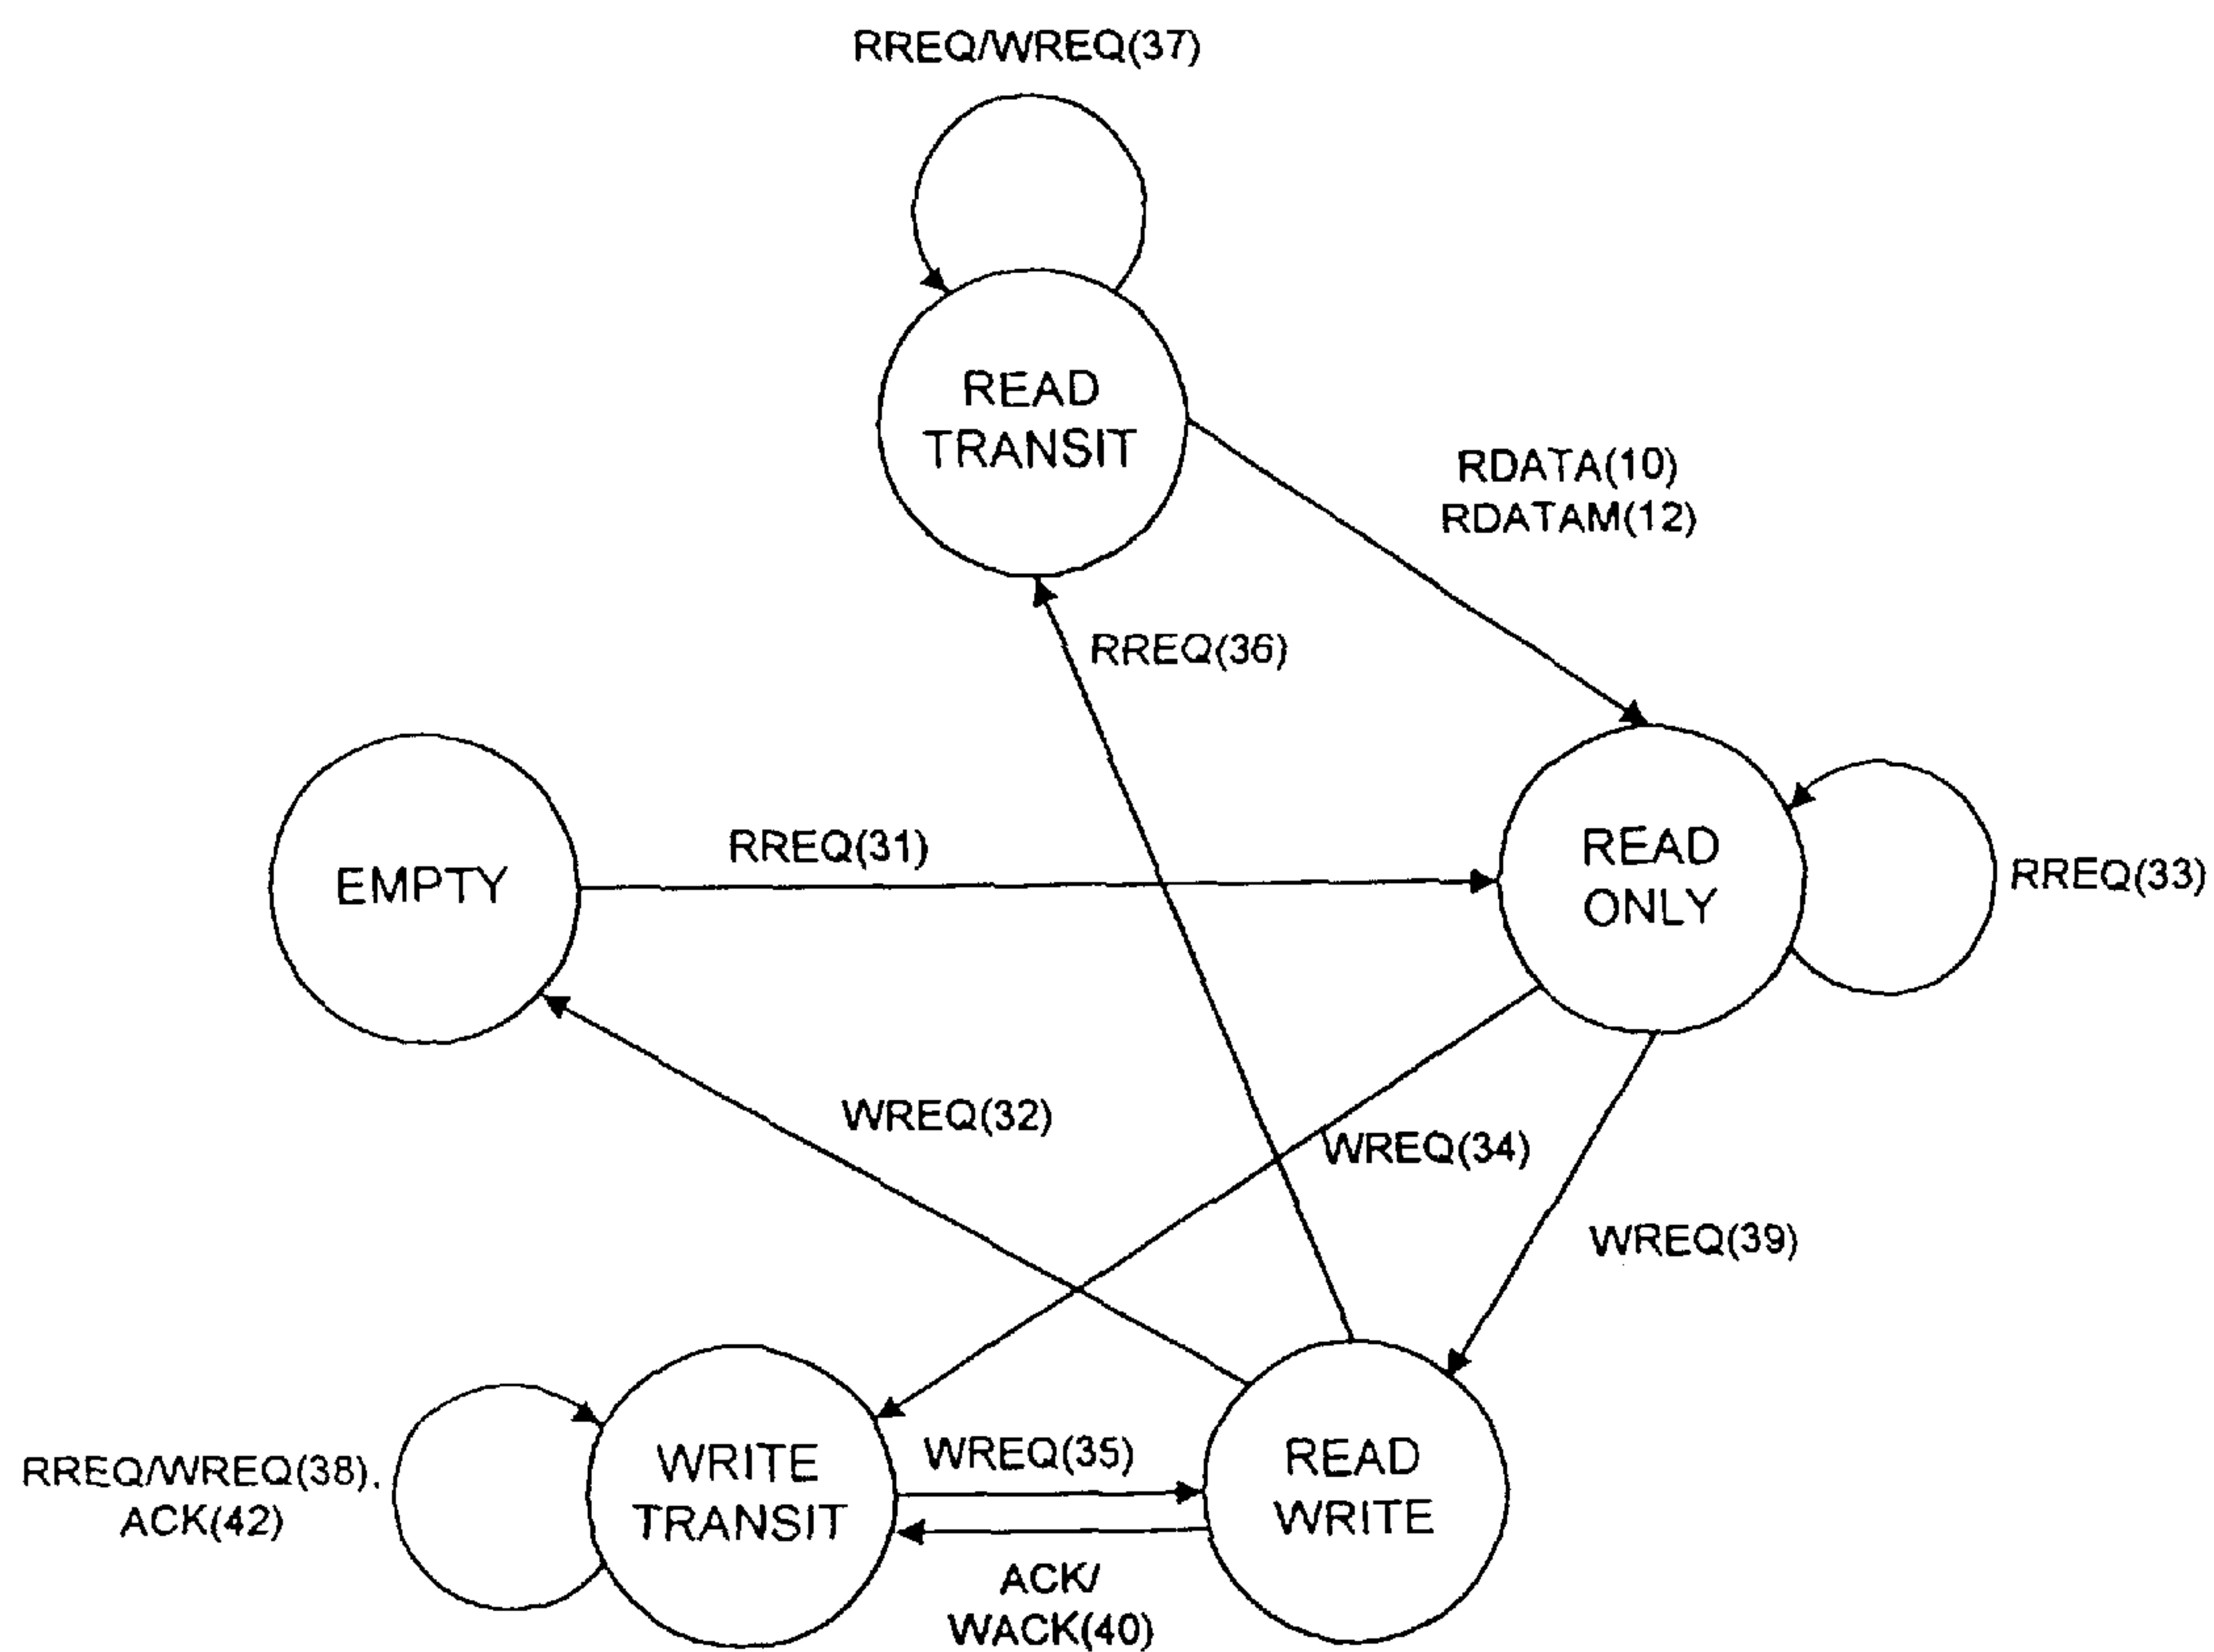 RREQ/WREQ(37)
READ
TRANSIT
RDATA(10)
RDATAM(12)
RREQ(36)
EMPTY
RREQ(31)
READ
ONLY
RREQ(33)
WREQ(32)
WREQ(34)
WREQ(39)
RREQ/WREQ(38),
ACK(42)
WRITE
TRANSIT
WREQ(35)
READ
WRITE
ACK/
WACK(40)